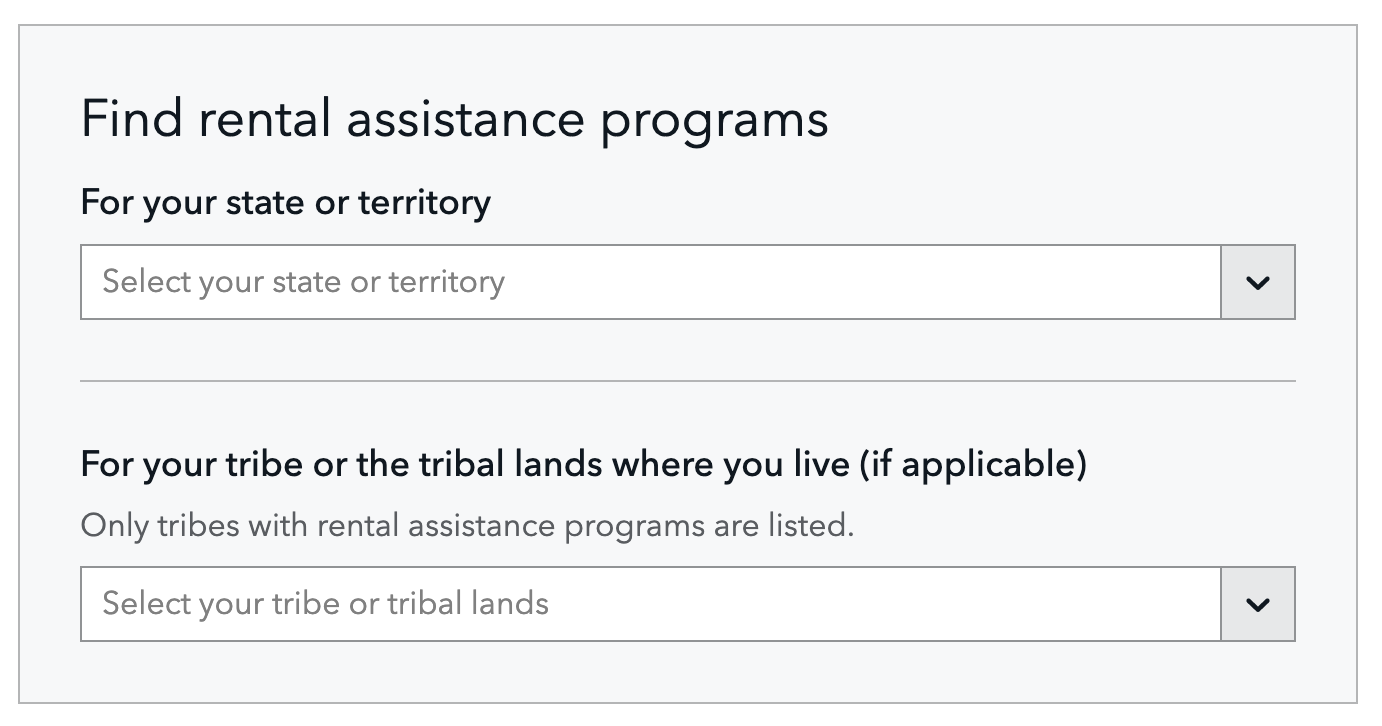 Find rental assistance programs
For your state or territory
Select your state or territory
For your tribe or the tribal lands where you live (if applicable)
Only tribes with rental assistance programs are listed.
Select your tribe or tribal lands